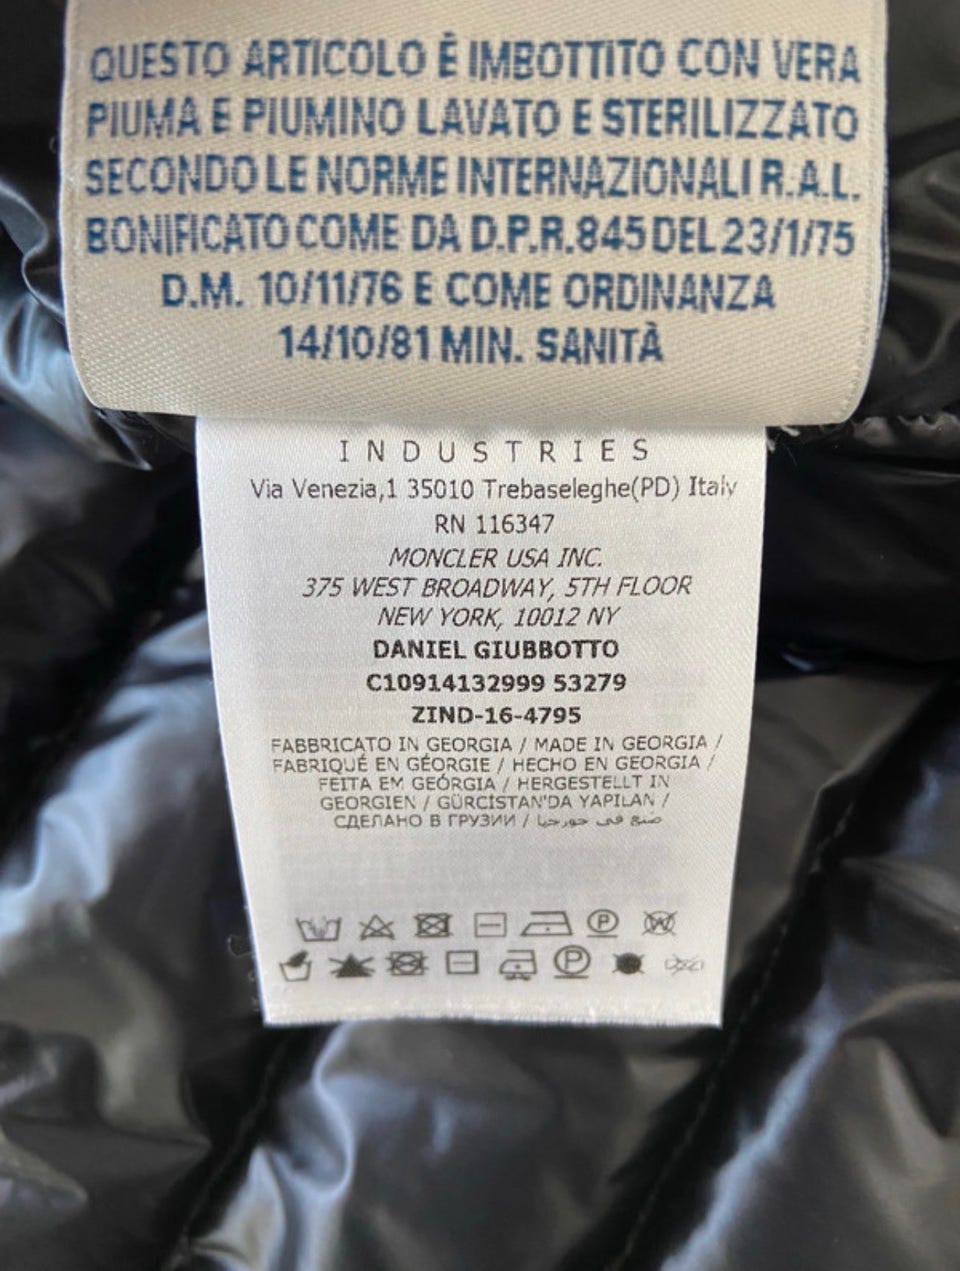 QUESTO ARTICOLO È IMBOTTITO CON VERA
PIUMA E PIUMINO LAVATO E STERILIZZATO
SECONDO LE NORME INTERNAZIONALI R.A.L.
BONIFICATO COME DA D.P.R.845 DEL 23/1/75
D.M. 10/11/76 E COME ORDINANZA
14/10/81 MIN. SANITÀ
INDUSTRIES
Via Venezia,1 35010 Trebaseleghe(PD) Italy
RN 116347
MONCLER USA INC.
375 WEST BROADWAY, 5TH FLOOR
NEW YORK, 10012 NY
DANIEL GIUBBOTTO
C10914132999 53279
ZIND-16-4795
FABBRICATO IN GEORGIA / MADE IN GEORGIA /
FABRIQUÉ EN GÉORGIE / HECHO EN GEORGIA /
FEITA EM GEÓRGIA / HERGESTELLT IN
GEORGIEN / GÜRCİSTAN'DA YAPILAN /
СДЕЛАНО В ГРУЗИИ / صنع في جورجيا
P W
P